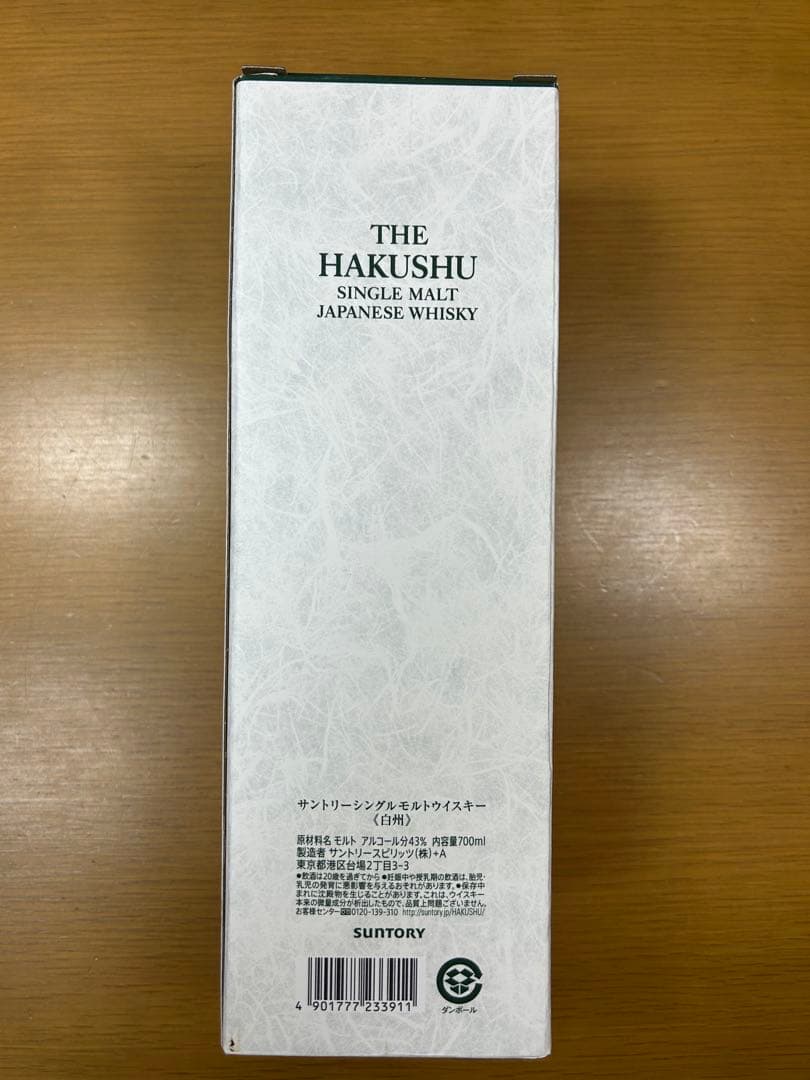 THE
HAKUSHU
SINGLE MALT
JAPANESE WHISKY
サントリーシングルモルトウイスキー
《白州》
原材料名 モルト アルコール分43% 内容量700ml
製造者 サントリースピリッツ(株)+A
東京都港区台場2丁目3-3
●飲酒は20歳を過ぎてから ●妊娠中や授乳期の飲酒は、胎児・
乳児の発育に悪影響を与えるおそれがあります。●保存中
まれに沈殿物を生じることがあります。これは、ウイスキー
本来の微量成分が析出したもので、品質上問題ございません。
お客様センター 0120-139-310 http://suntory.jp/HAKUSHU/
SUNTORY
4 901777 233911
ダンボール